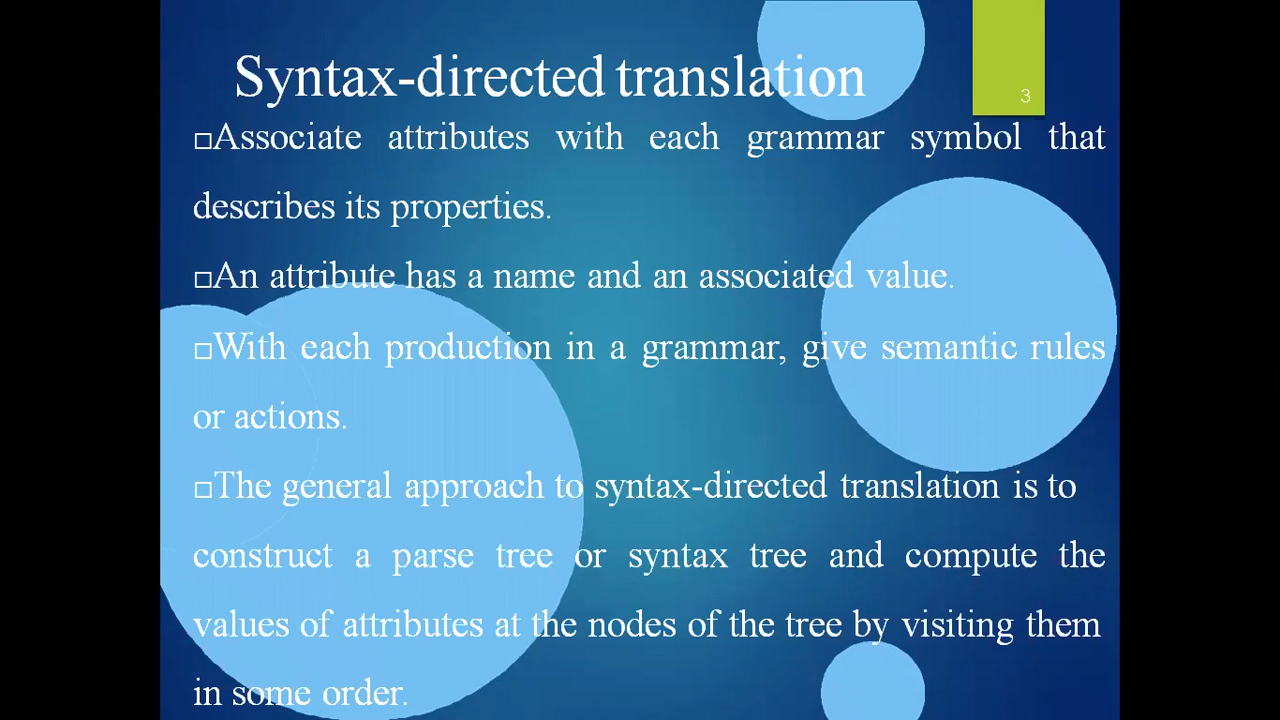 Syntax-directed translation
3
□Associate attributes with each grammar symbol that
describes its properties.
□An attribute has a name and an associated value.
□With each production in a grammar, give semantic rules
or actions.
□The general approach to syntax-directed translation is to
construct a parse tree or syntax tree and compute the
values of attributes at the nodes of the tree by visiting them
in some order.